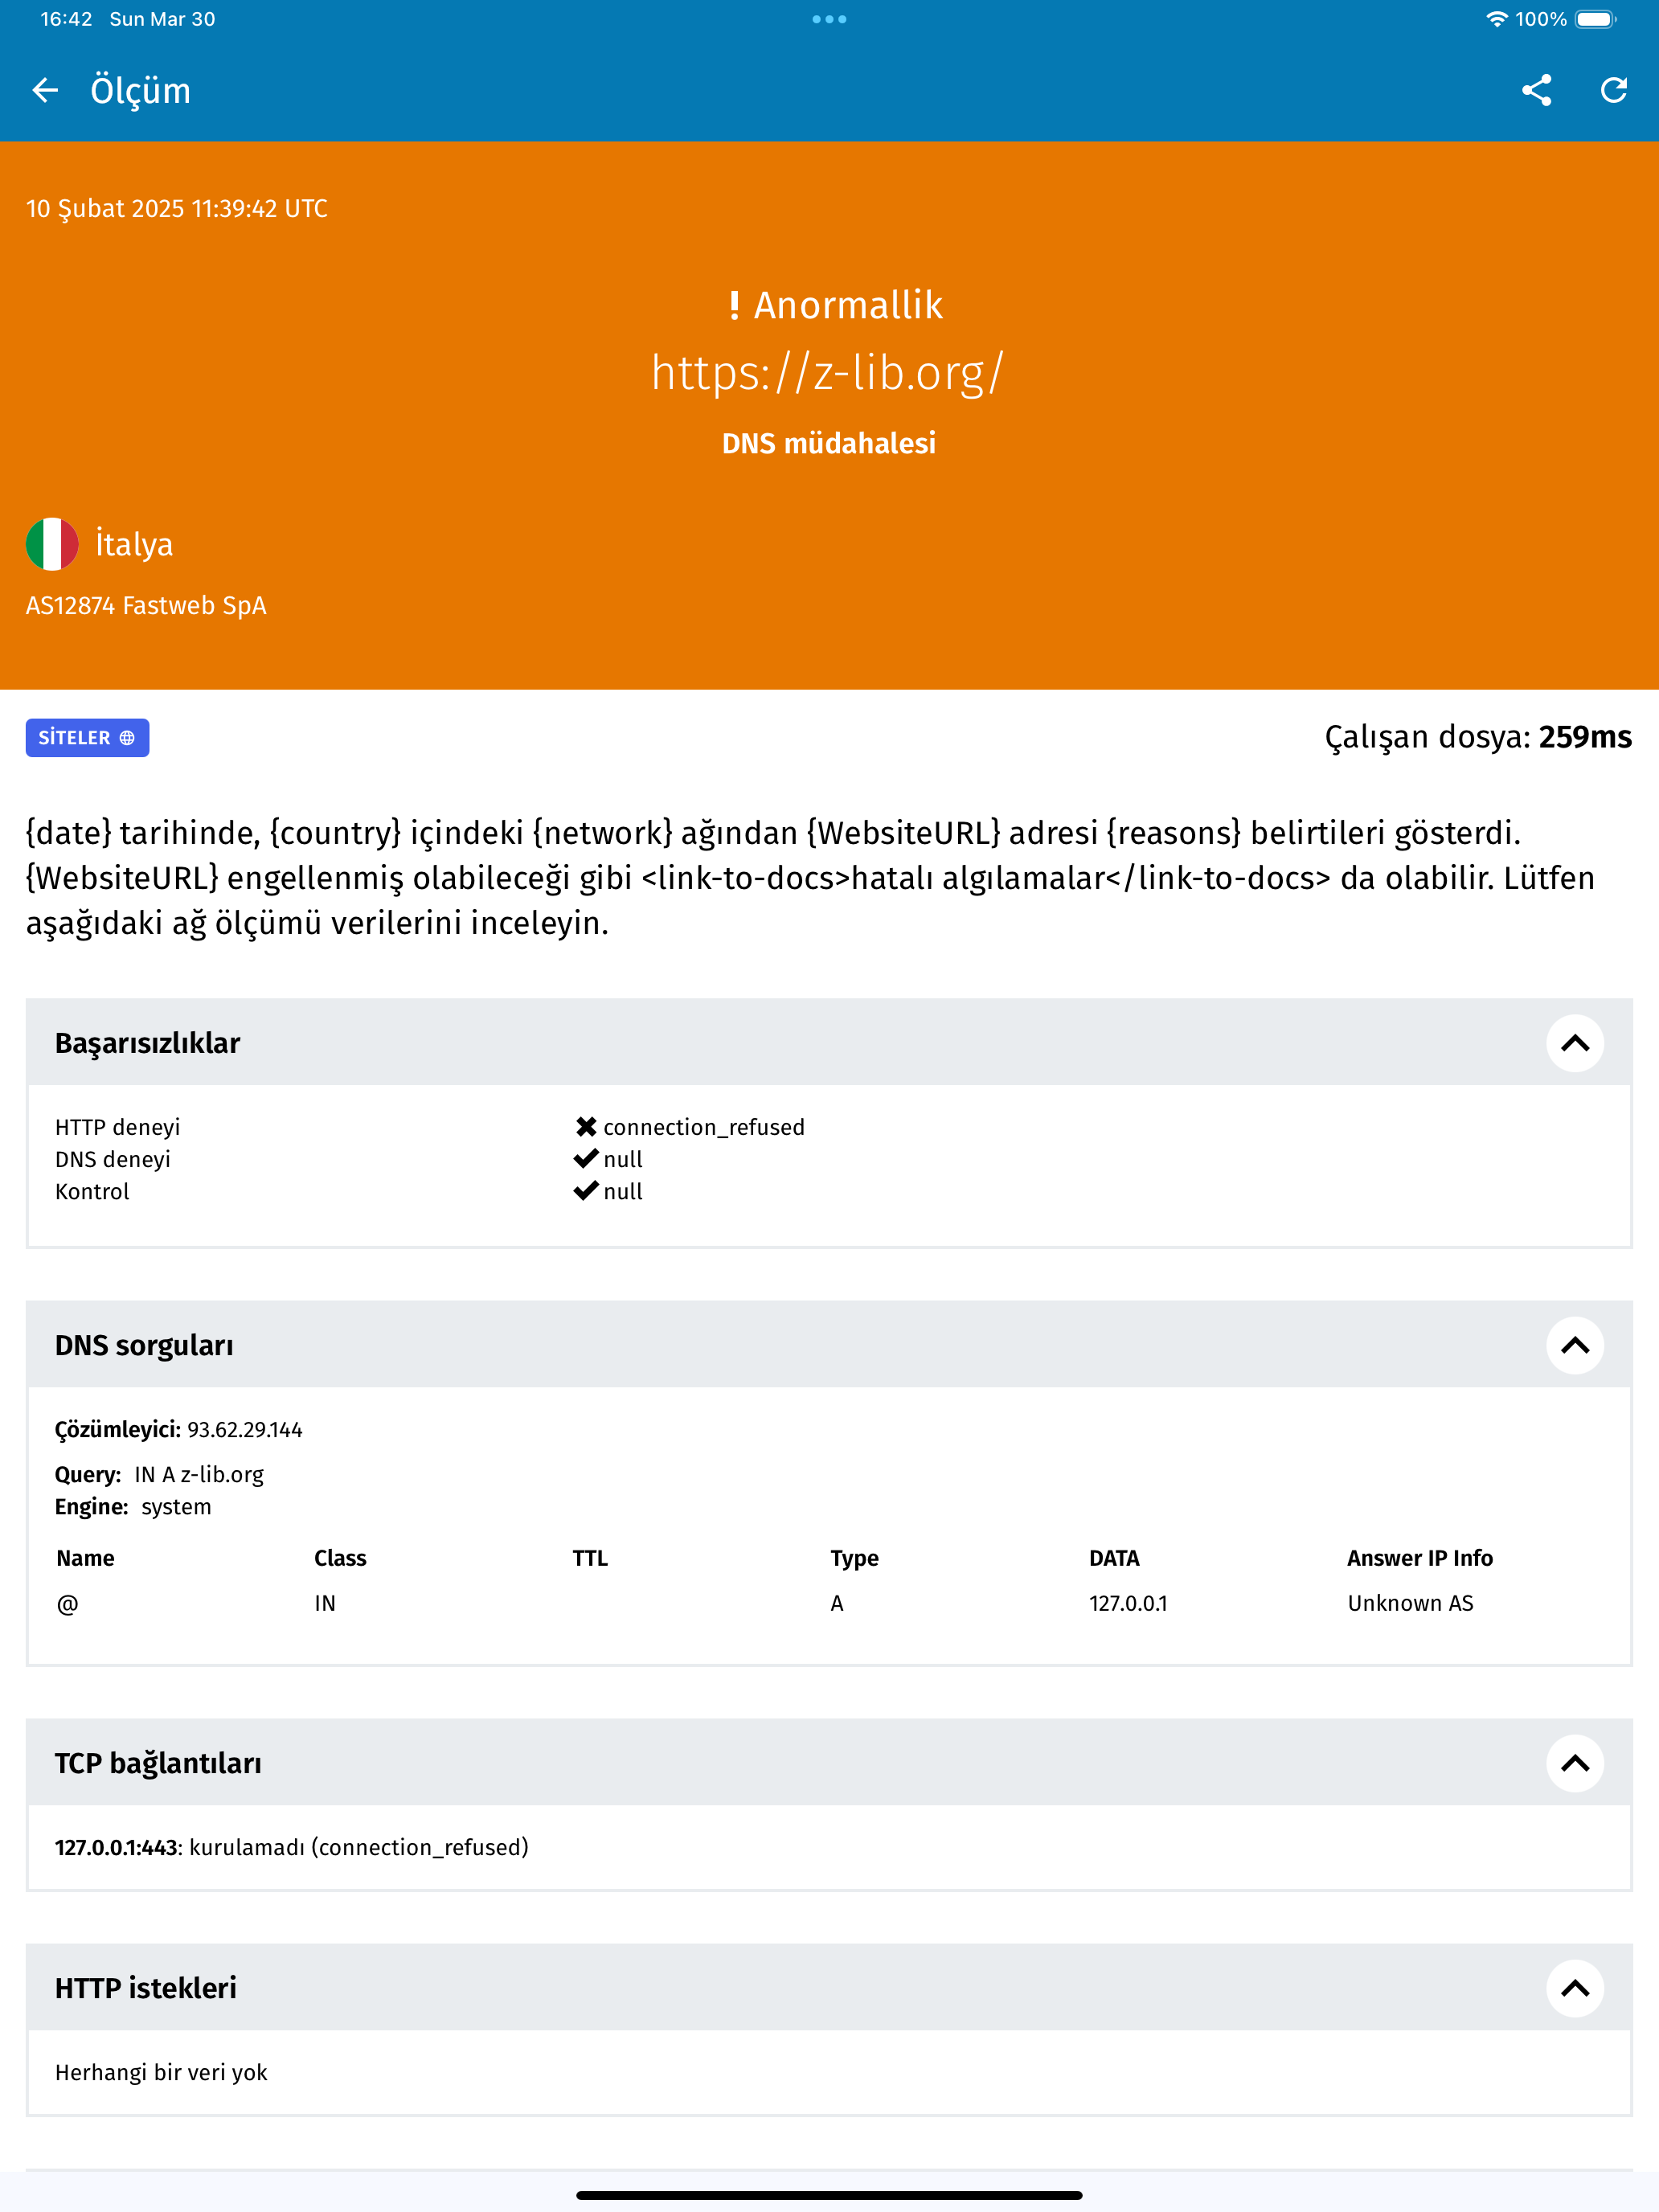 16:42 Sun Mar 30
100%
Ölçüm
10 Şubat 2025 11:39:42 UTC
! Anormallik
https://z-lib.org/
DNS müdahalesi
İtalya
AS12874 Fastweb SpA
SİTELER
Çalışan dosya: 259ms
{date} tarihinde, {country} içindeki {network} ağından {WebsiteURL} adresi {reasons} belirtileri gösterdi.
{WebsiteURL} engellenmiş olabileceği gibi <link-to-docs>hatalı algılamalar</link-to-docs> da olabilir. Lütfen
aşağıdaki ağ ölçümü verilerini inceleyin.
Başarısızlıklar
HTTP deneyi connection_refused
DNS deneyi null
Kontrol null
DNS sorguları
Çözümleyici: 93.62.29.144
Query: IN A z-lib.org
Engine: system
Name Class TTL Type DATA Answer IP Info
@ IN A 127.0.0.1 Unknown AS
TCP bağlantıları
127.0.0.1:443: kurulamadı (connection_refused)
HTTP istekleri
Herhangi bir veri yok